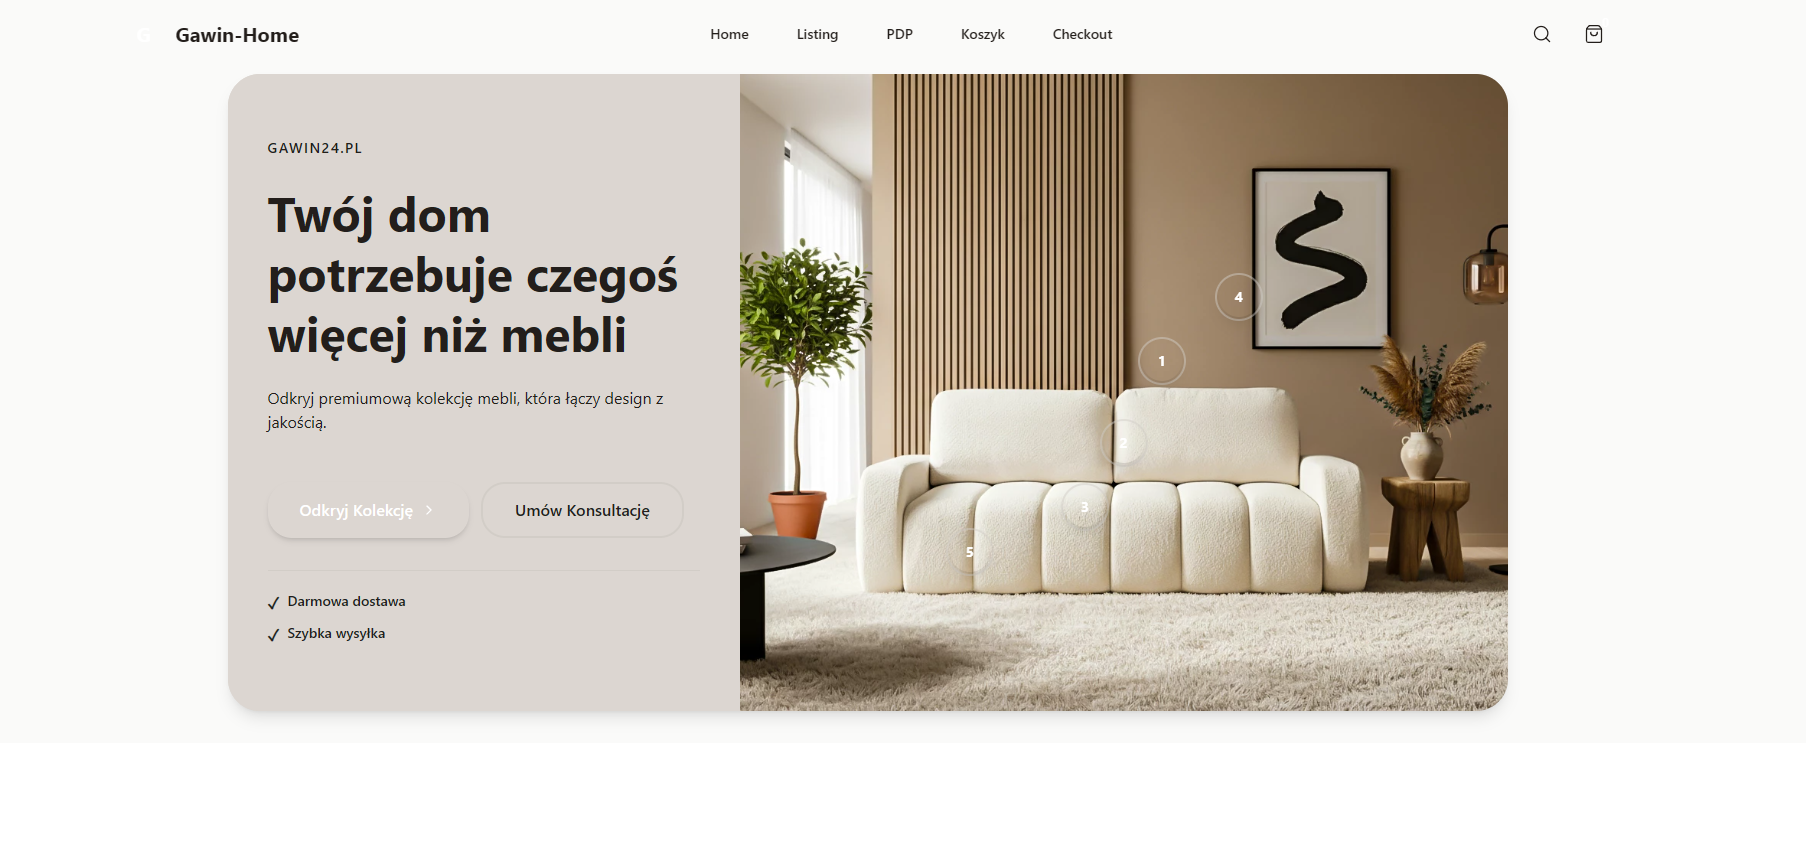 G Gawin-Home
Home Listing PDP Koszyk Checkout
GAWIN24.PL
Twój dom
potrzebuje czegoś
więcej niż mebli
Odkryj premiumową kolekcję mebli, która łączy design z
jakością.
Odkryj Kolekcję
Umów Konsultację
✓ Darmowa dostawa
✓ Szybka wysyłka
4
1
2
3
5